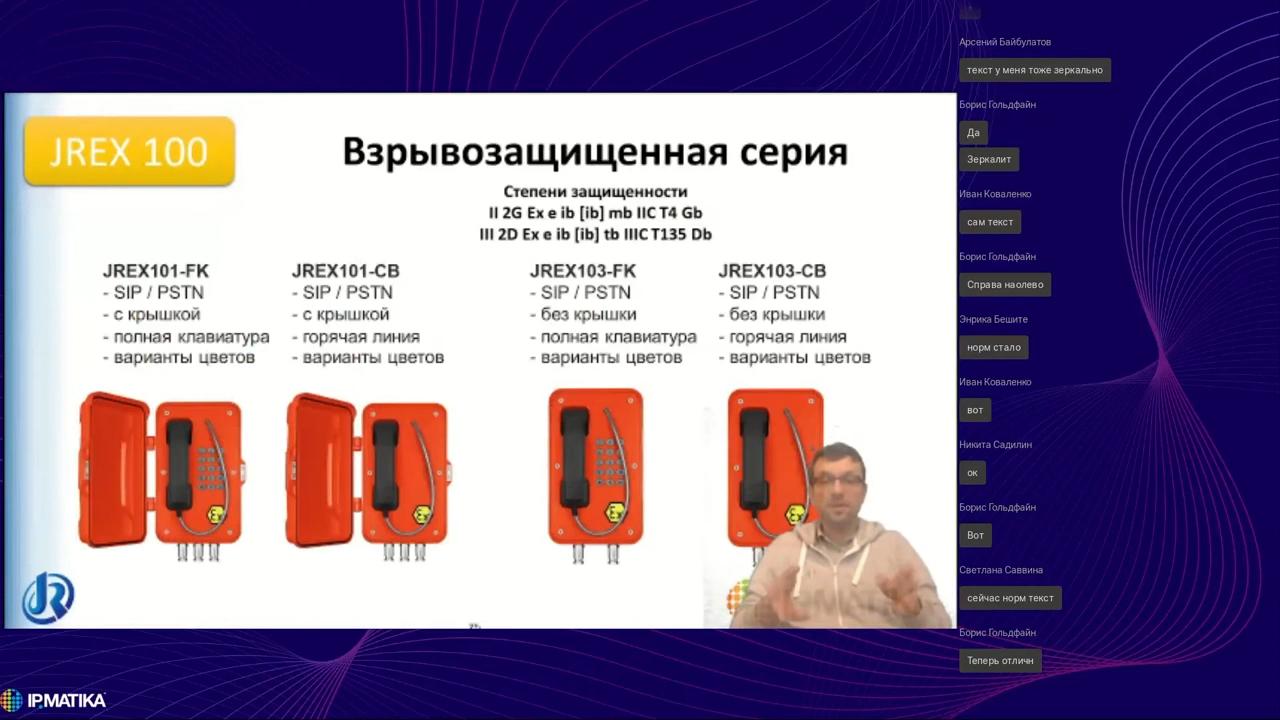 JREX 100
Взрывозащищенная серия
Степени защищенности
II 2G Ex e ib [ib] mb IIC T4 Gb
III 2D Ex e ib [ib] tb IIIC T135 Db
JREX101-FK
- SIP / PSTN
- с крышкой
- полная клавиатура
- варианты цветов
JREX101-CB
- SIP / PSTN
- с крышкой
- горячая линия
- варианты цветов
JREX103-FK
- SIP / PSTN
- без крышки
- полная клавиатура
- варианты цветов
JREX103-CB
- SIP / PSTN
- без крышки
- горячая линия
- варианты цветов
JR
IPMATIKA
Арсений Байбулатов
текст у меня тоже зеркально
Борис Гольдфайн
Да
Зеркалит
Иван Коваленко
сам текст
Борис Гольдфайн
Справа наолево
Энрика Бешите
норм стало
Иван Коваленко
вот
Никита Садилин
ок
Борис Гольдфайн
Вот
Светлана Саввина
сейчас норм текст
Борис Гольдфайн
Теперь отличн